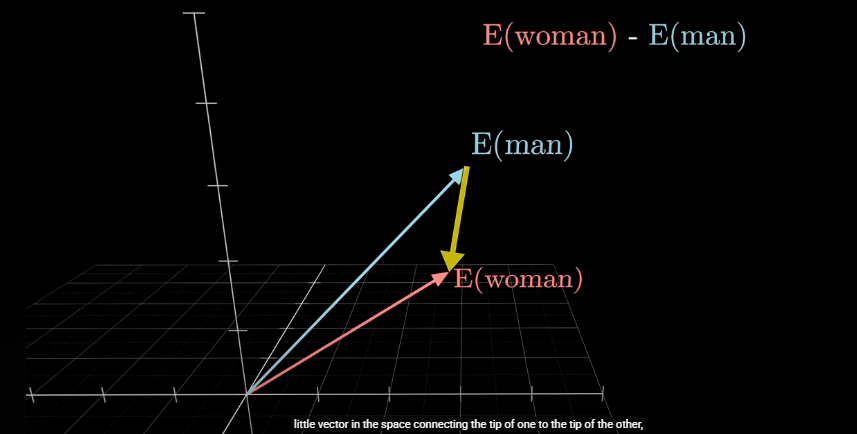 E(woman) - E(man)
E(man)
E(woman)
little vector in the space connecting the tip of one to the tip of the other,